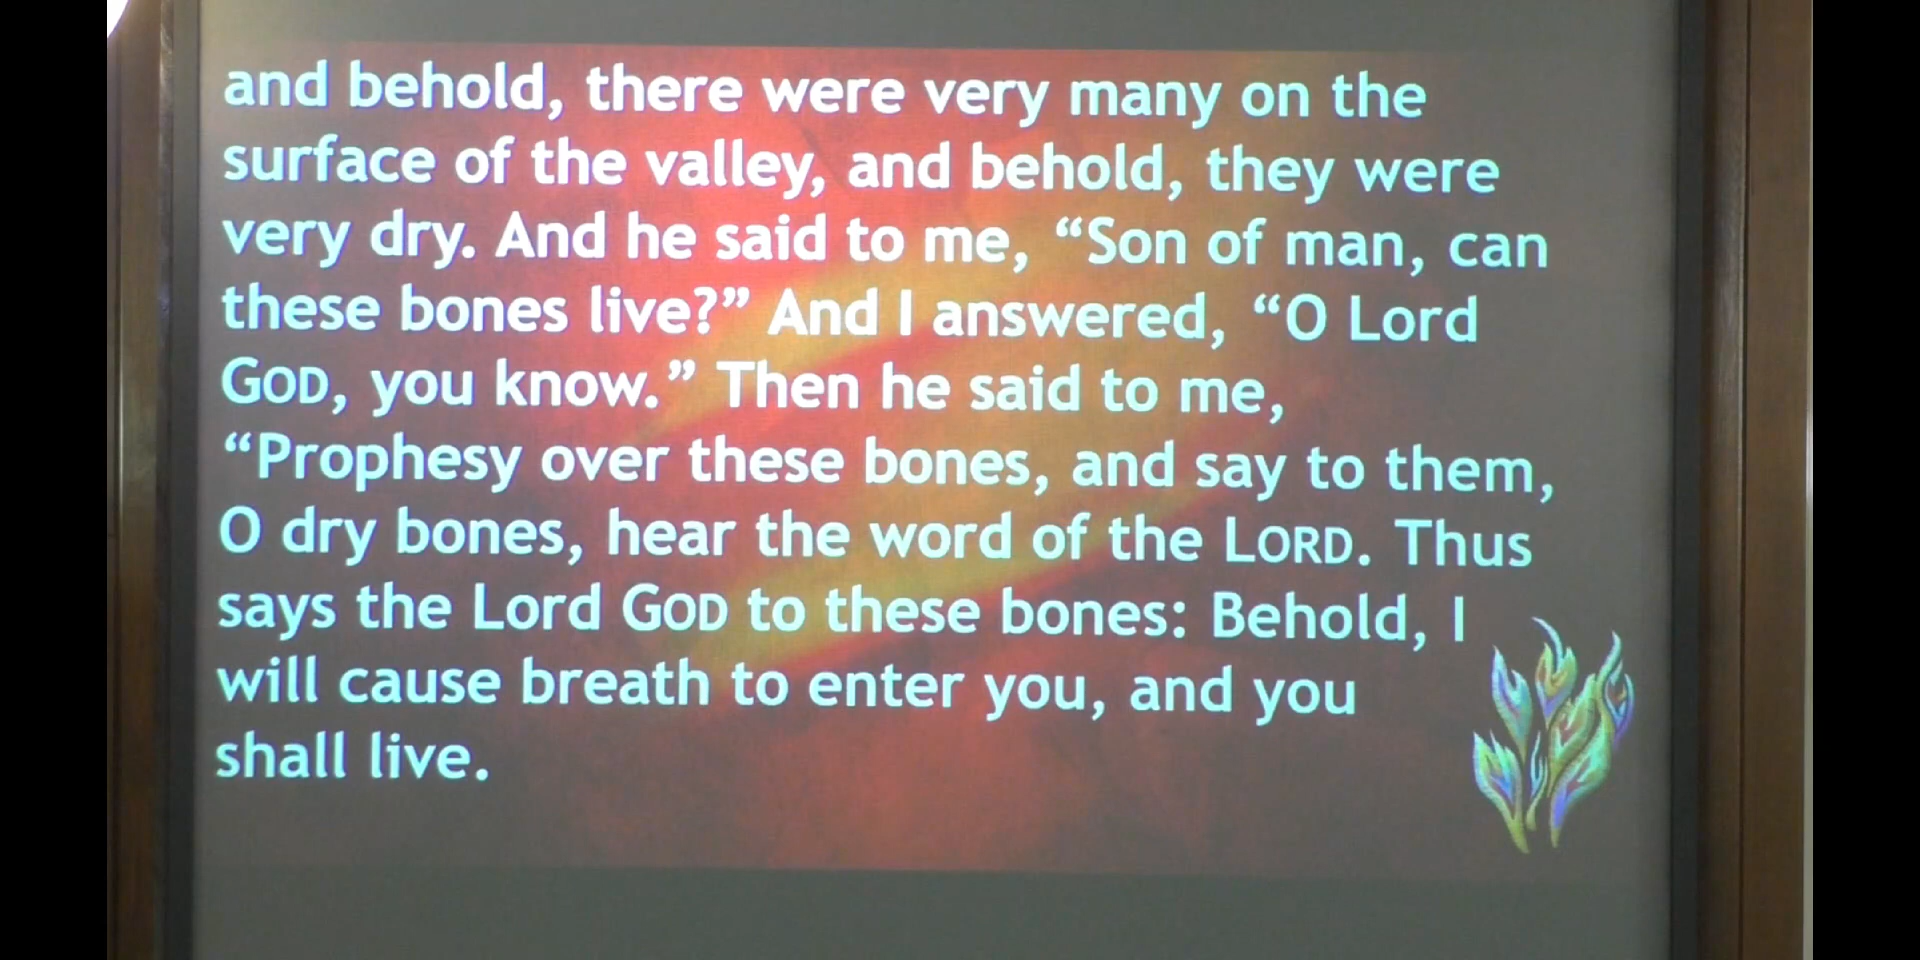 and behold, there were very many on the
surface of the valley, and behold, they were
very dry. And he said to me, “Son of man, can
these bones live?” And I answered, “O Lord
GOD, you know.” Then he said to me,
“Prophesy over these bones, and say to them,
O dry bones, hear the word of the LORD. Thus
says the Lord GOD to these bones: Behold, I
will cause breath to enter you, and you
shall live.